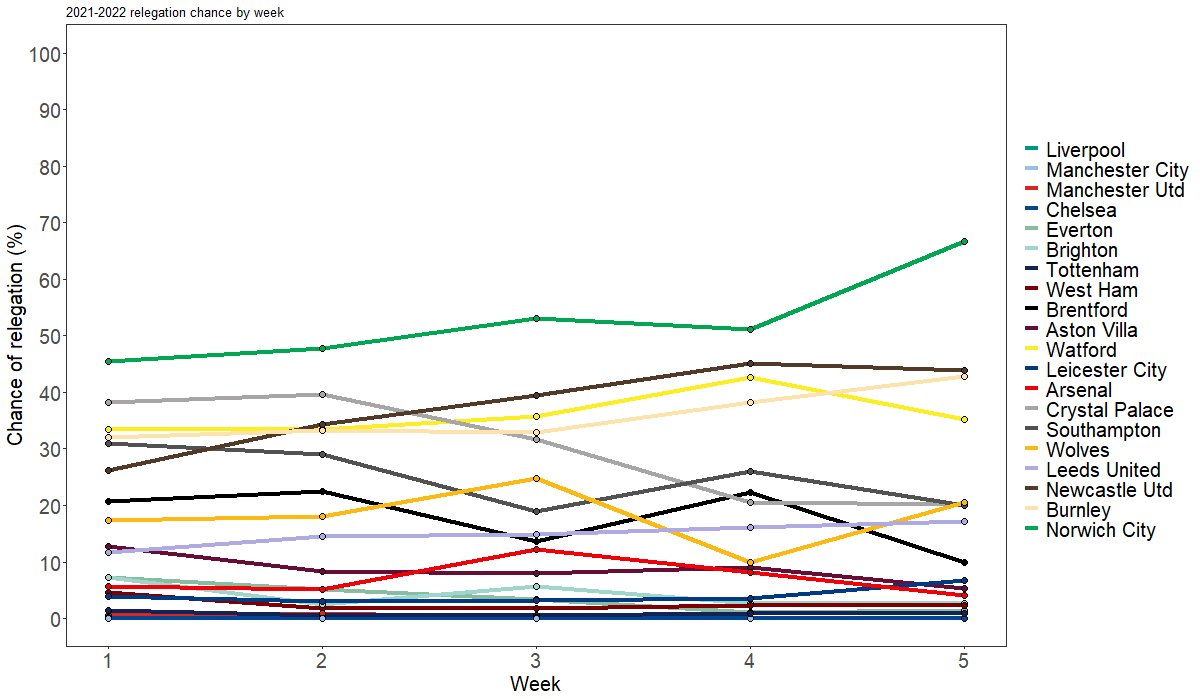 2021-2022 relegation chance by week
100
90
80
70
60
50
40
30
20
10
0
Chance of relegation (%)
1 2 3 4 5
Week
Liverpool
Manchester City
Manchester Utd
Chelsea
Everton
Brighton
Tottenham
West Ham
Brentford
Aston Villa
Watford
Leicester City
Arsenal
Crystal Palace
Southampton
Wolves
Leeds United
Newcastle Utd
Burnley
Norwich City